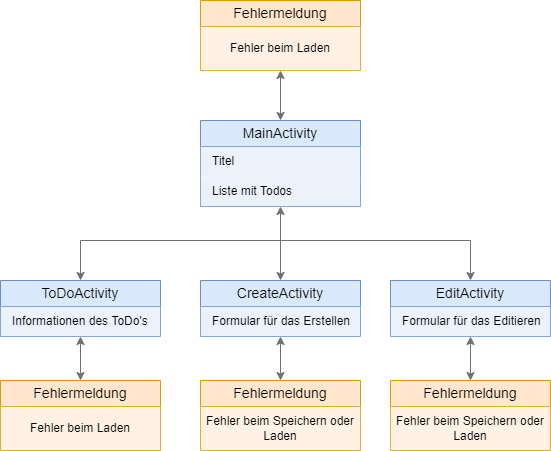 Fehlermeldung
Fehler beim Laden
MainActivity
Titel
Liste mit Todos
ToDoActivity
Informationen des ToDo's
CreateActivity
Formular für das Erstellen
EditActivity
Formular für das Editieren
Fehlermeldung
Fehler beim Laden
Fehlermeldung
Fehler beim Speichern oder
Laden
Fehlermeldung
Fehler beim Speichern oder
Laden